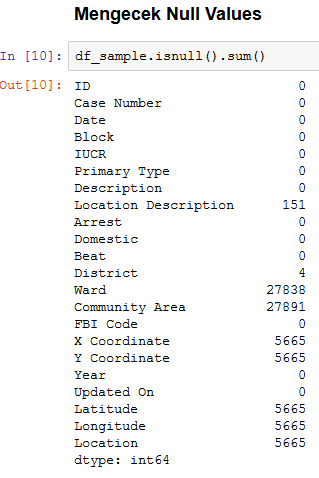 Mengecek Null Values
In [10]: df_sample.isnull().sum()
Out[10]: ID 0
Case Number 0
Date 0
Block 0
IUCR 0
Primary Type 0
Description 0
Location Description 151
Arrest 0
Domestic 0
Beat 0
District 4
Ward 27838
Community Area 27891
FBI Code 0
X Coordinate 5665
Y Coordinate 5665
Year 0
Updated On 0
Latitude 5665
Longitude 5665
Location 5665
dtype: int64